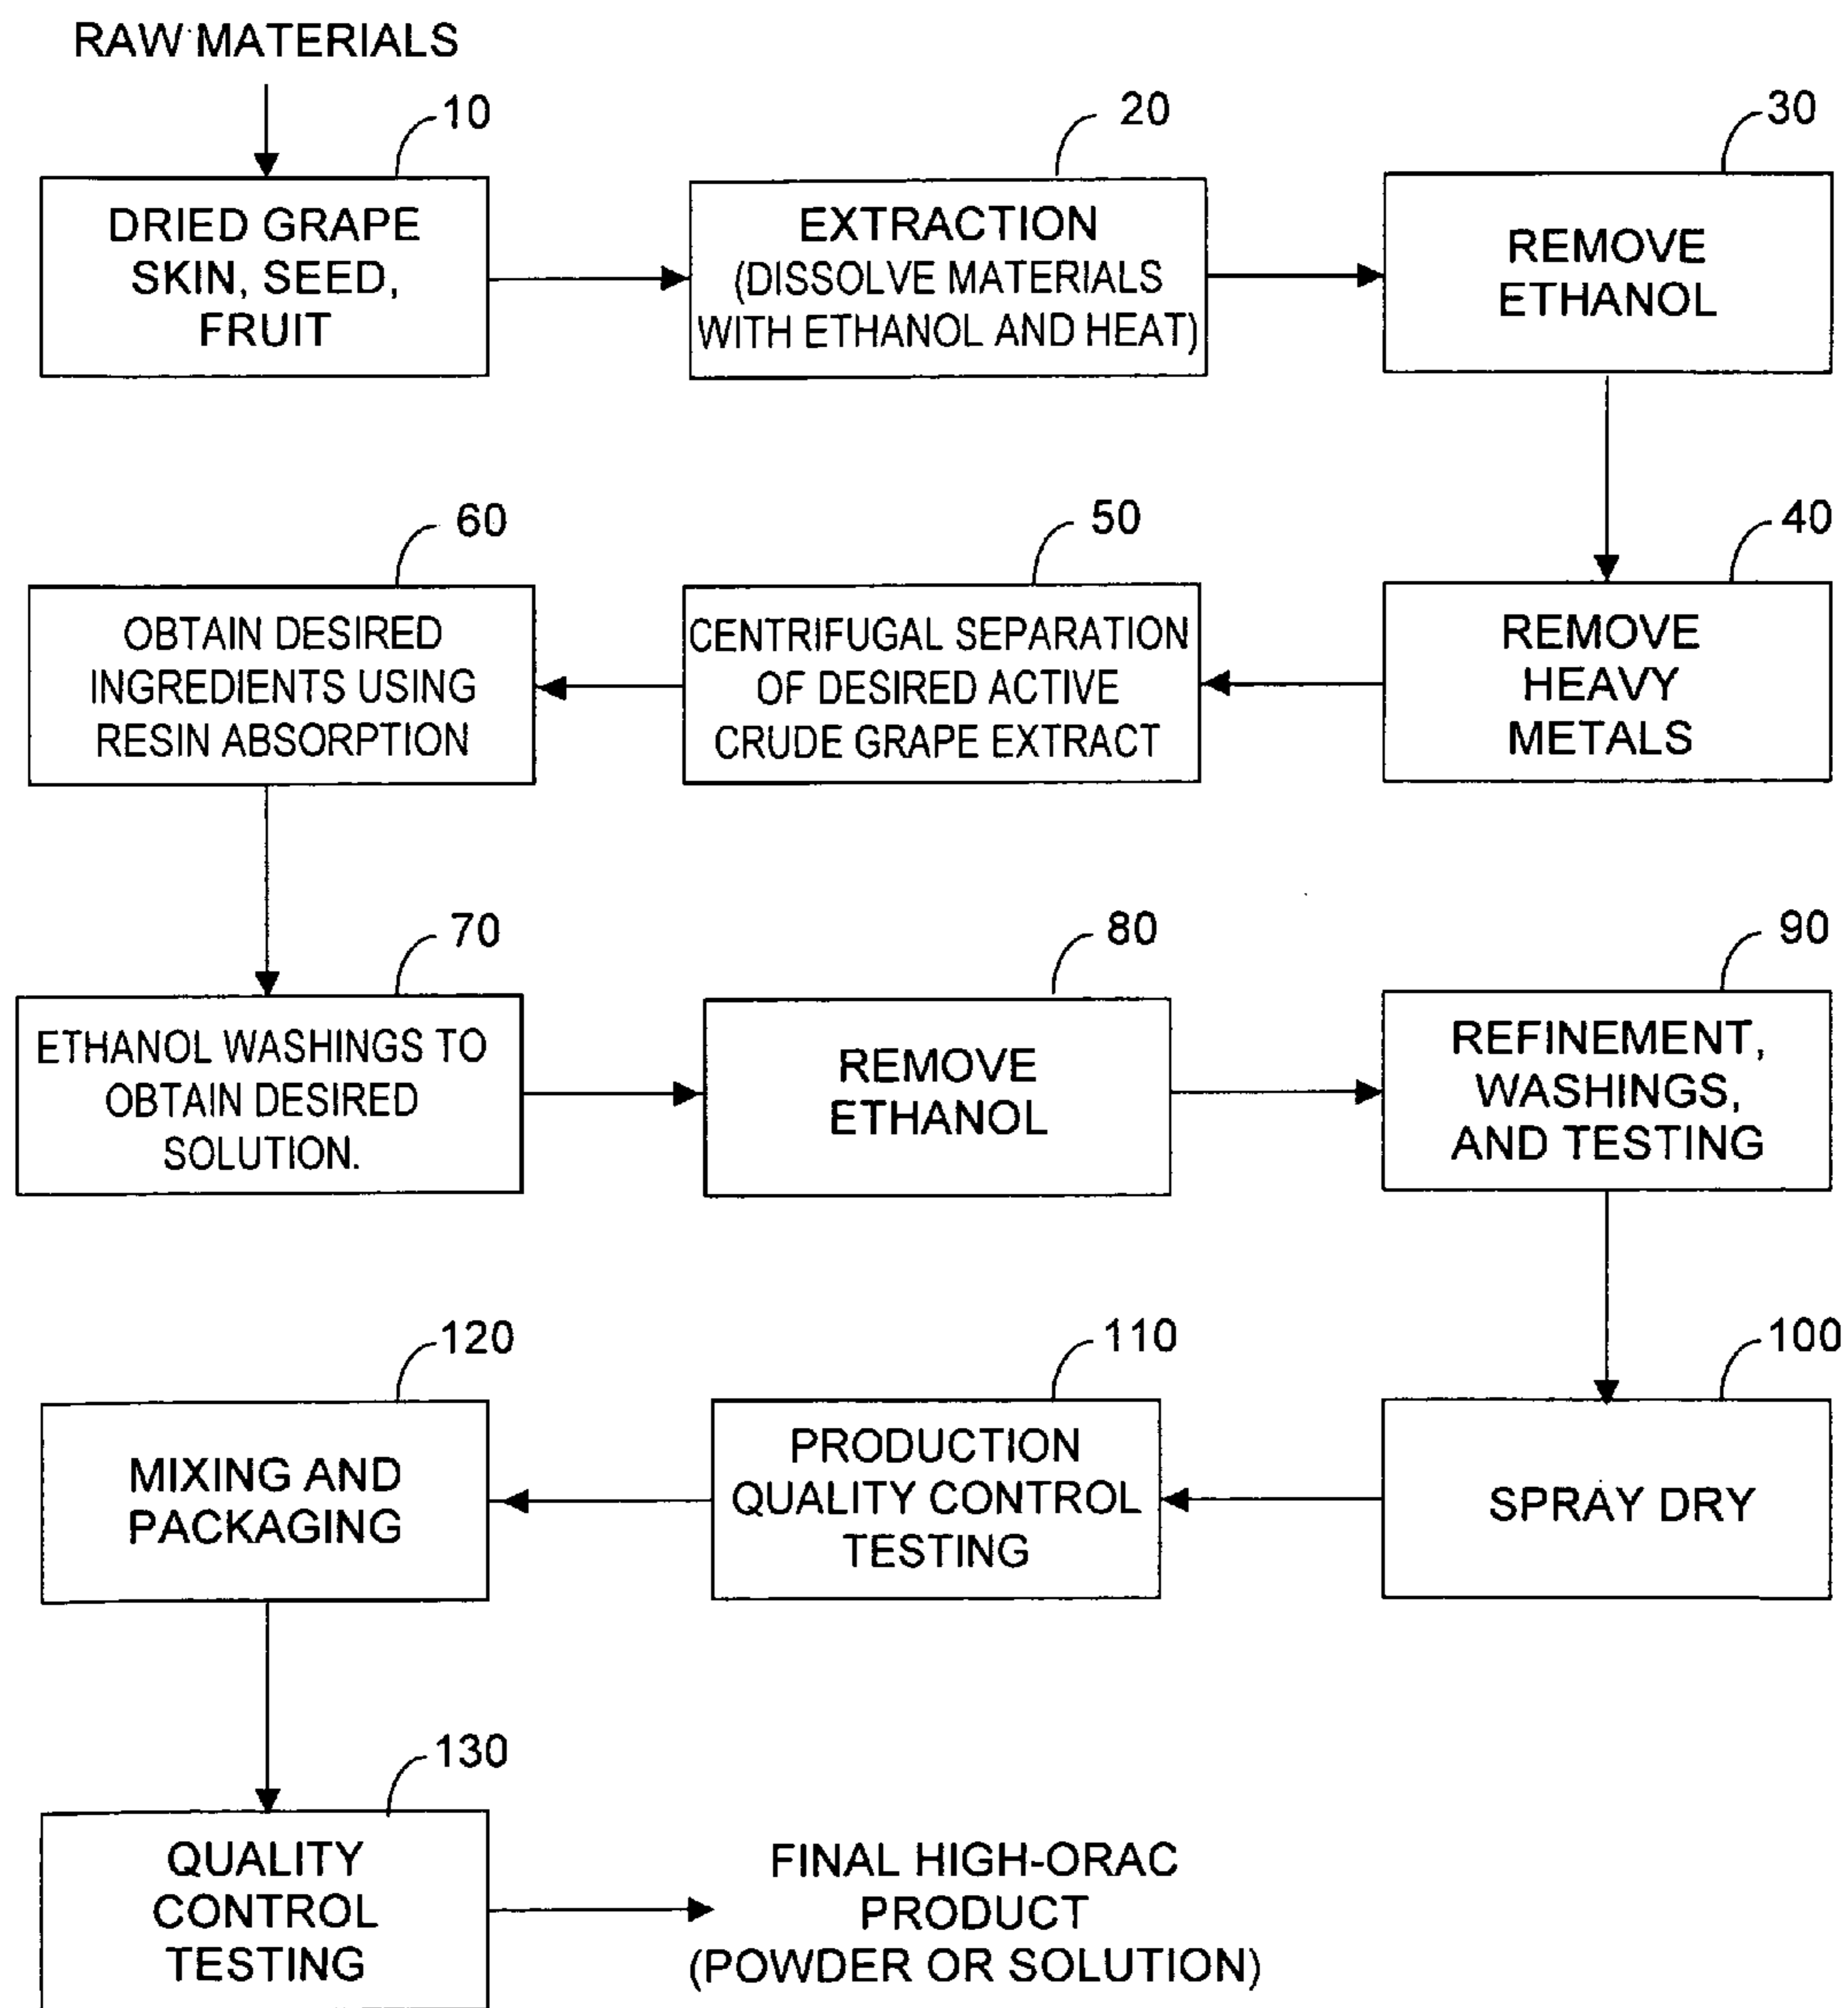 RAW MATERIALS
10
DRIED GRAPE
SKIN, SEED,
FRUIT
20
EXTRACTION
(DISSOLVE MATERIALS
WITH ETHANOL AND HEAT)
30
REMOVE
ETHANOL
40
REMOVE
HEAVY
METALS
50
CENTRIFUGAL SEPARATION
OF DESIRED ACTIVE
CRUDE GRAPE EXTRACT
60
OBTAIN DESIRED
INGREDIENTS USING
RESIN ABSORPTION
70
ETHANOL WASHINGS TO
OBTAIN DESIRED
SOLUTION.
80
REMOVE
ETHANOL
90
REFINEMENT,
WASHINGS,
AND TESTING
100
SPRAY DRY
110
PRODUCTION
QUALITY CONTROL
TESTING
120
MIXING AND
PACKAGING
130
QUALITY
CONTROL
TESTING
FINAL HIGH-ORAC
PRODUCT
(POWDER OR SOLUTION)